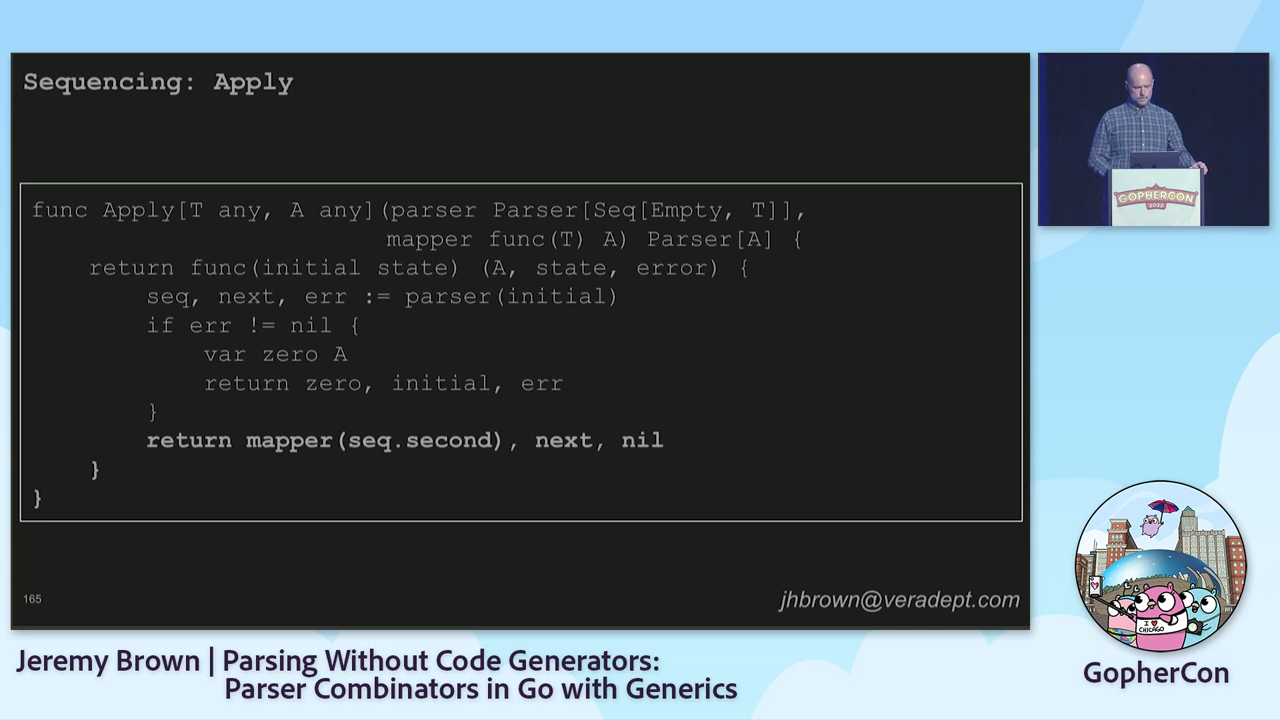 Sequencing: Apply
func Apply[T any, A any](parser Parser[Seq[Empty, T]],
mapper func(T) A) Parser[A] {
return func(initial state) (A, state, error) {
seq, next, err := parser(initial)
if err != nil {
var zero A
return zero, initial, err
}
return mapper(seq.second), next, nil
}
}
165
jhbrown@veradept.com
GOPHERCON
2022
I ♥
CHICAGO
Jeremy Brown | Parsing Without Code Generators:
Parser Combinators in Go with Generics
GopherCon